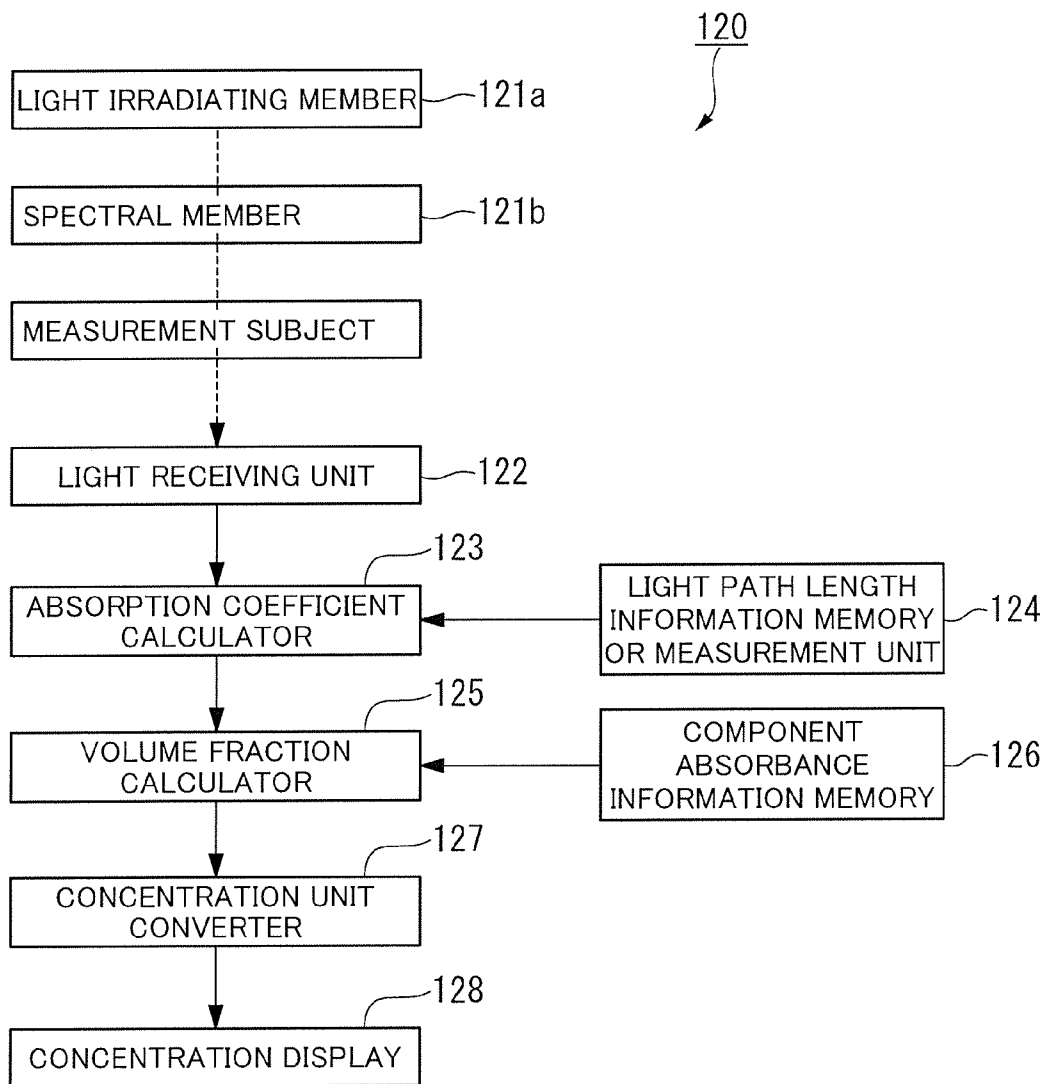 120
LIGHT IRRADIATING MEMBER
121a
SPECTRAL MEMBER
121b
MEASUREMENT SUBJECT
LIGHT RECEIVING UNIT
122
123
ABSORPTION COEFFICIENT
CALCULATOR
LIGHT PATH LENGTH
INFORMATION MEMORY
OR MEASUREMENT UNIT
124
125
VOLUME FRACTION
CALCULATOR
COMPONENT
ABSORBANCE
INFORMATION MEMORY
126
127
CONCENTRATION UNIT
CONVERTER
128
CONCENTRATION DISPLAY